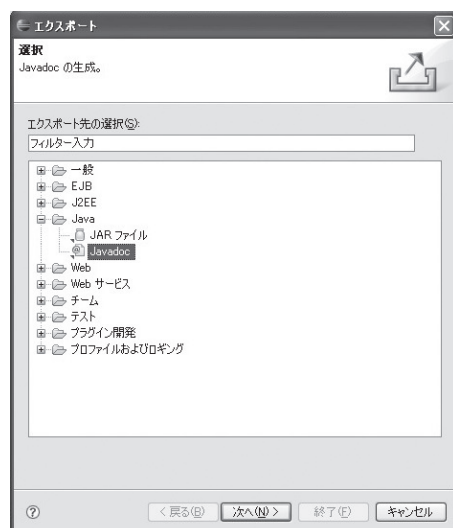 エクスポート
選択
Javadoc の生成。
エクスポート先の選択(S):
フィルター入力
一般
EJB
J2EE
Java
JAR ファイル
Javadoc
Web
Web サービス
チーム
テスト
プラグイン開発
プロファイルおよびロギング
< 戻る(B) 次へ(N) > 終了(F) キャンセル